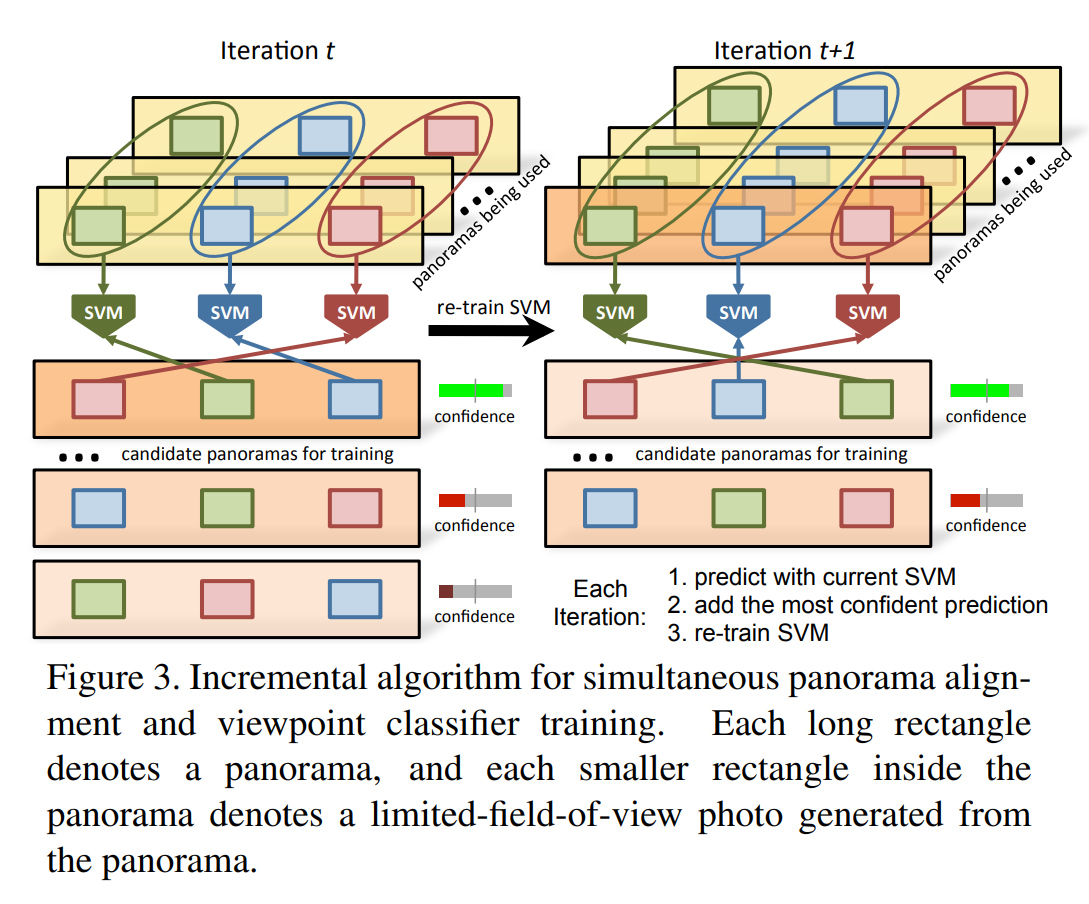 Iteration t
Iteration t+1
panoramas being used
panoramas being used
SVM
SVM
SVM
re-train SVM
SVM
SVM
SVM
confidence
confidence
... candidate panoramas for training
... candidate panoramas for training
confidence
confidence
confidence
Each
Iteration:
1. predict with current SVM
2. add the most confident prediction
3. re-train SVM
Figure 3. Incremental algorithm for simultaneous panorama align-
ment and viewpoint classifier training. Each long rectangle
denotes a panorama, and each smaller rectangle inside the
panorama denotes a limited-field-of-view photo generated from
the panorama.